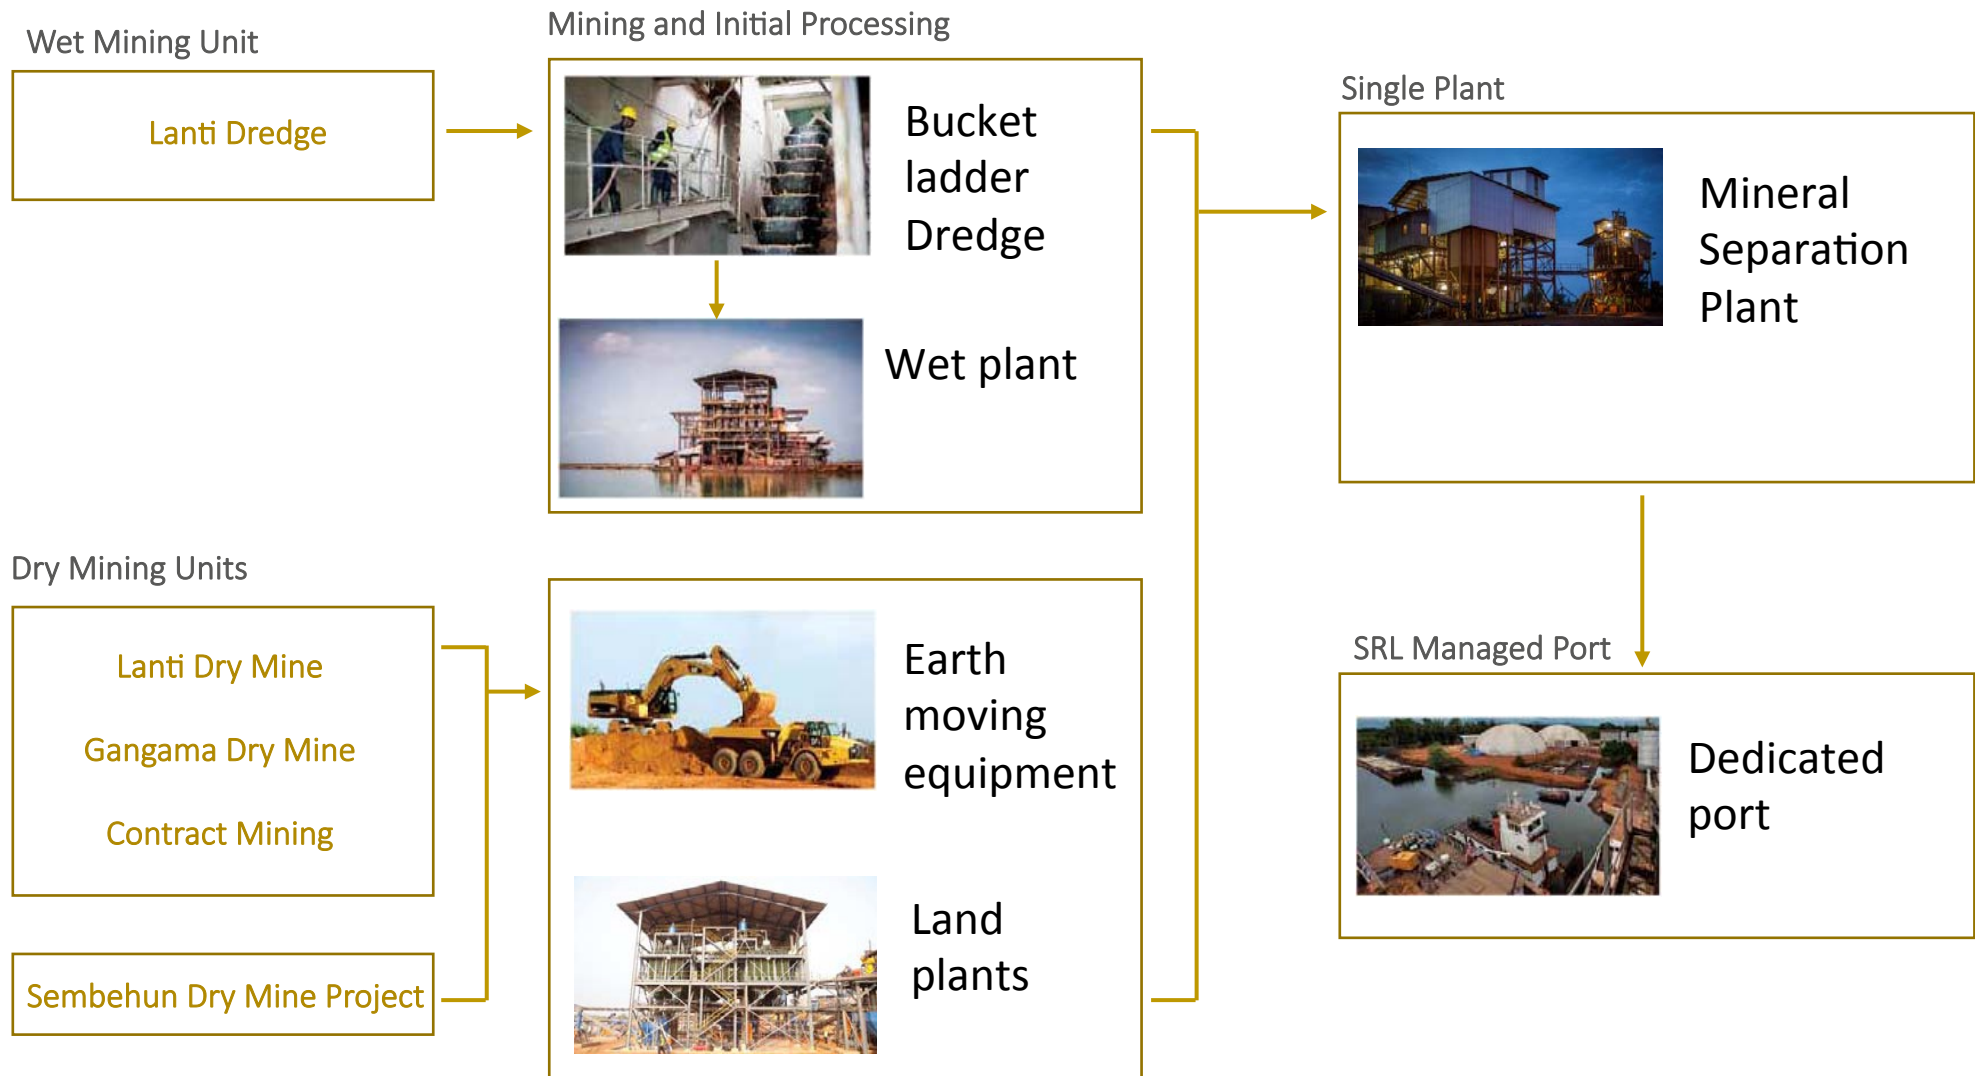 Wet Mining Unit
Lanti Dredge
Mining and Initial Processing
Bucket
ladder
Dredge
Wet plant
Single Plant
Mineral
Separation
Plant
Dry Mining Units
Lanti Dry Mine
Gangama Dry Mine
Contract Mining
Sembehun Dry Mine Project
Earth
moving
equipment
Land
plants
SRL Managed Port
Dedicated
port